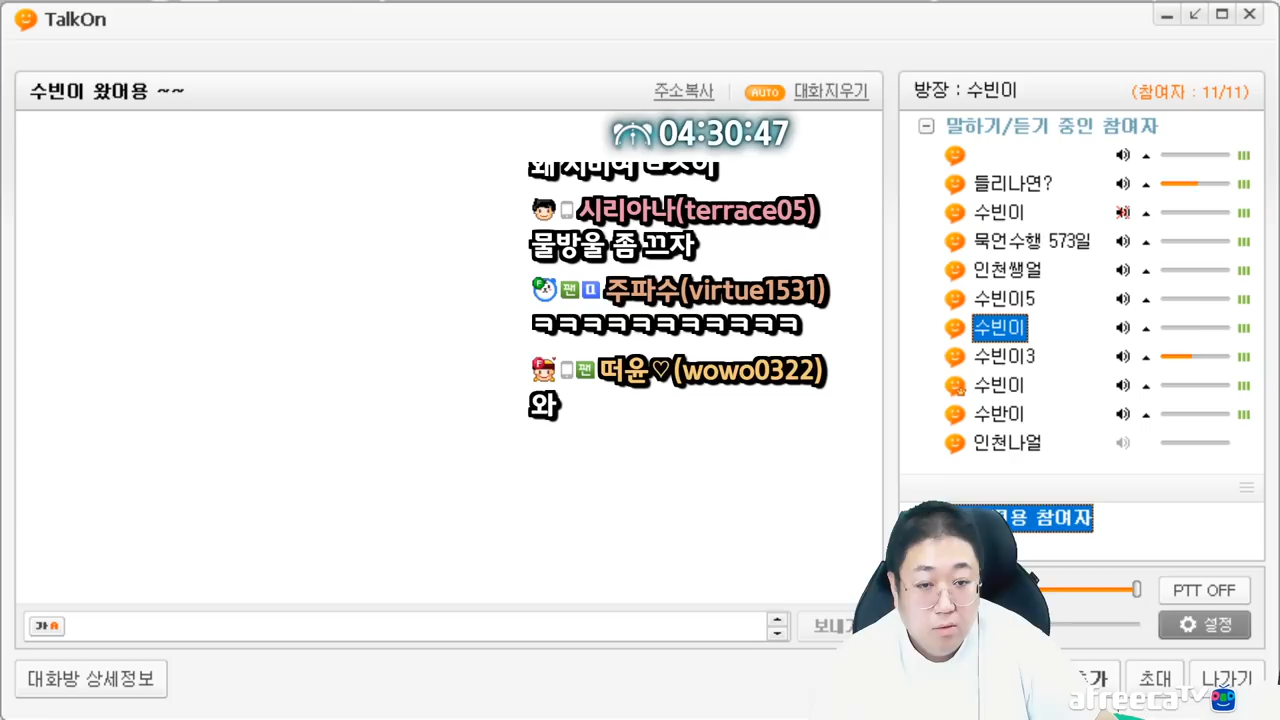 TalkOn
수빈이 왔어용 ~~
주소복사
AUTO
대화지우기
방장 : 수빈이
(참여자 : 11/11)
04:30:47
말하기/듣기 중인 참여자
들리나연?
수빈이
묵언수행 573일
인천쌩얼
수빈이5
수빈이
수빈이3
수빈이
수반이
인천나얼
시리아나(terrace05)
물방울 좀 끄자
팬
주파수(virtue1531)
ㅋㅋㅋㅋㅋㅋㅋㅋㅋㅋㅋ
팬
떠윤♡(wowo0322)
와
참여자
PTT OFF
설정
가
대화방 상세정보
초대
나가기
afreecaTV